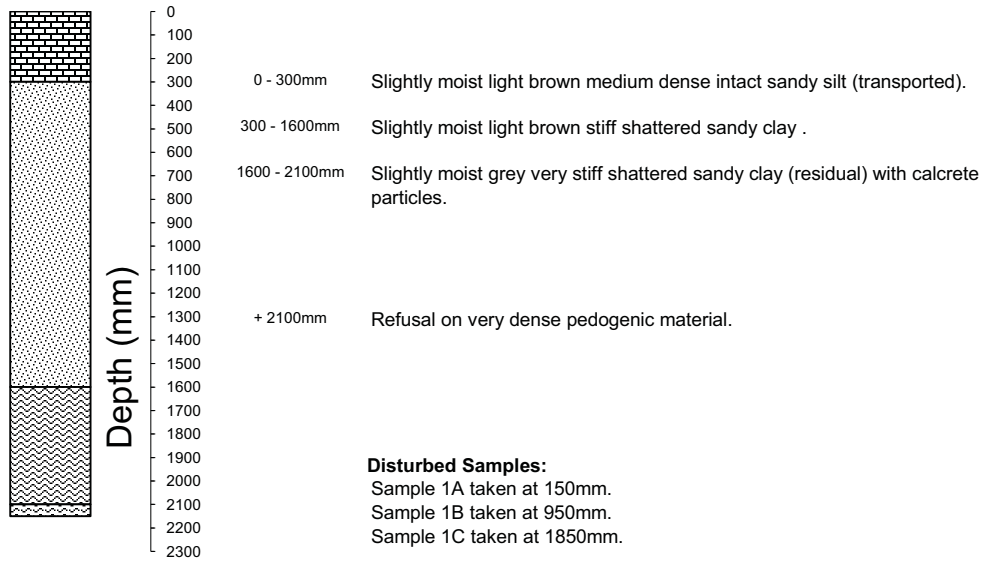 0
100
200
300
400
500
600
700
800
900
1000
1100
1200
1300
1400
1500
1600
1700
1800
1900
2000
2100
2200
2300
Depth (mm)
0 - 300mm Slightly moist light brown medium dense intact sandy silt (transported).
300 - 1600mm Slightly moist light brown stiff shattered sandy clay .
1600 - 2100mm Slightly moist grey very stiff shattered sandy clay (residual) with calcrete
particles.
+ 2100mm Refusal on very dense pedogenic material.
Disturbed Samples:
Sample 1A taken at 150mm.
Sample 1B taken at 950mm.
Sample 1C taken at 1850mm.